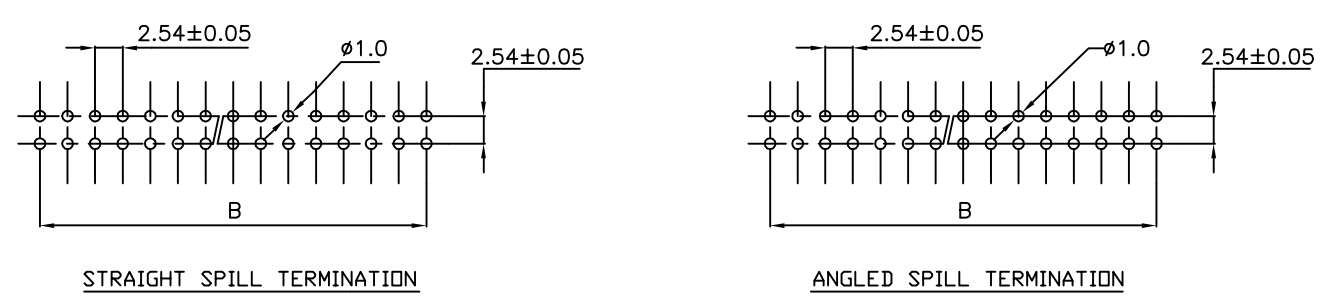 2.54±0.05
ø1.0
2.54±0.05
B
STRAIGHT SPILL TERMINATION
2.54±0.05
ø1.0
2.54±0.05
B
ANGLED SPILL TERMINATION